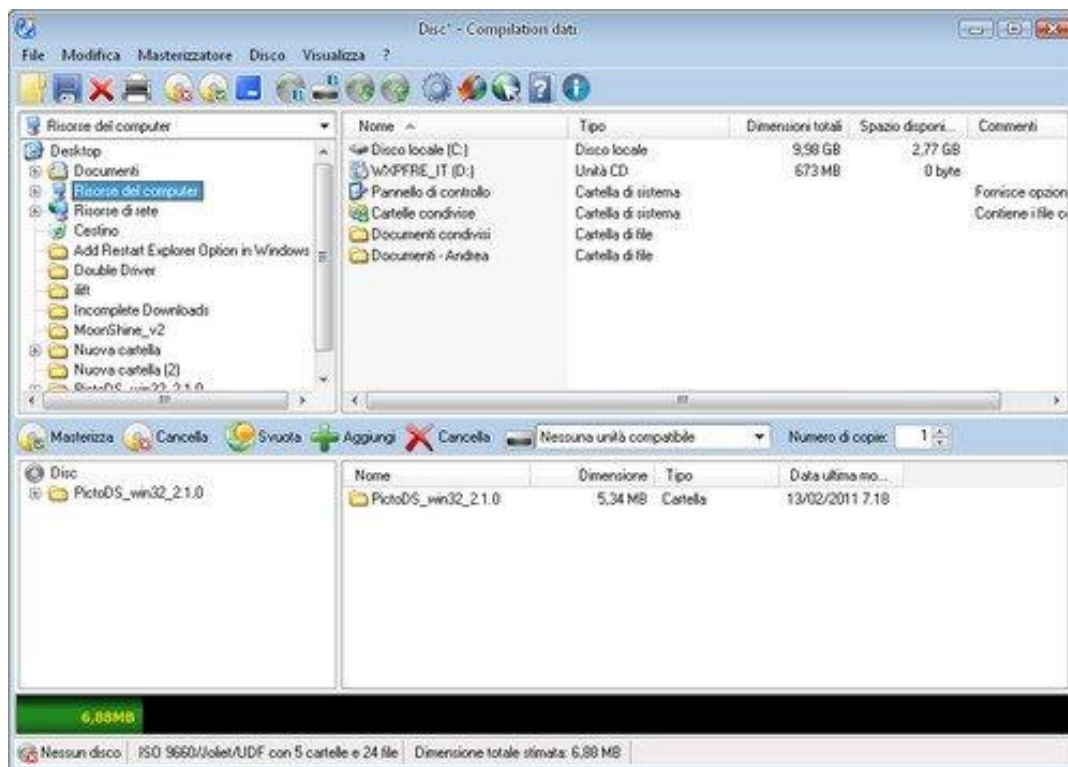 Disc* - Compilation dati
File Modifica Masterizzatore Disco Visualizza ?
Risorse del computer
Desktop
Documenti
Risorse del computer
Risorse di rete
Cestino
Add Restart Explorer Option in Windows
Double Driver
Incomplete Downloads
MoonShine_v2
Nuova cartella
Nuova cartella (2)
PictoDS_win32_2.1.0
Nome Tipo Dimensioni totali Spazio disponi... Commenti
Disco locale (C:) Disco locale 9,98 GB 2,77 GB
WXPFRE_IT (D:) Unità CD 673 MB 0 byte
Pannello di controllo Cartella di sistema Fornisce opzion
Cartelle condivise Cartella di sistema Contiene i file co
Documenti condivisi Cartella di file
Documenti - Andrea Cartella di file
Masterizza Cancella Svuota Aggiungi Cancella Nessuna unità compatibile Numero di copie: 1
Disc
PictoDS_win32_2.1.0
Nome Dimensione Tipo Data ultima mo...
PictoDS_win32_2.1.0 5,34 MB Cartella 13/02/2011 7.18
6,88MB
Nessun disco ISO 9660/Joliet/UDF con 5 cartelle e 24 file Dimensione totale stimata: 6,88 MB